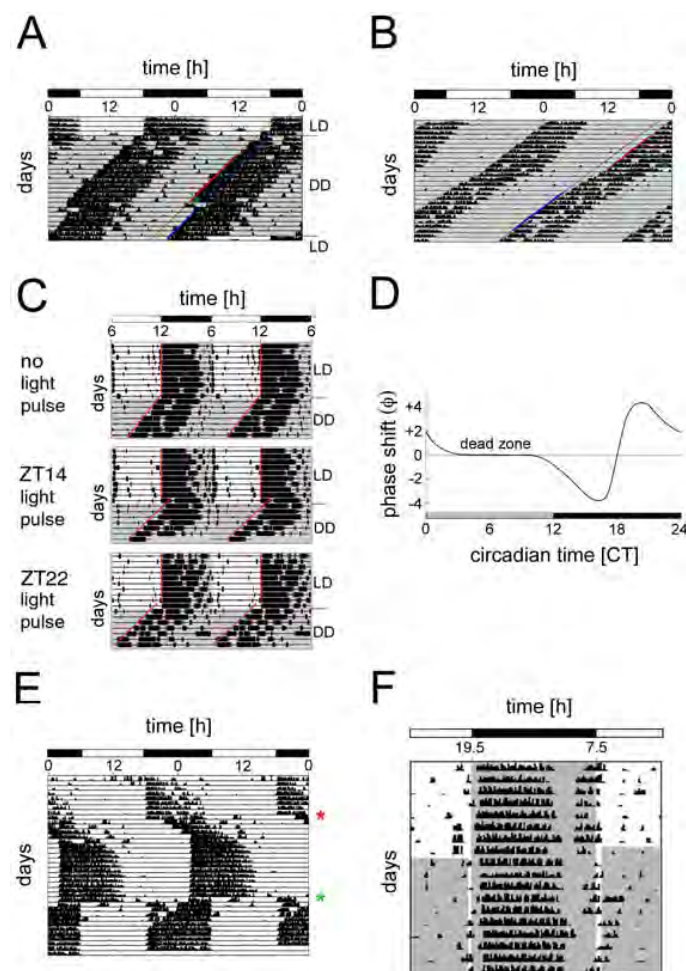 A
time [h]
0 12 0 12 0
days
LD
DD
LD
B
time [h]
0 12 0 12 0
days
C
time [h]
6 12 6 12 6
no
light
pulse
days
LD
DD
ZT14
light
pulse
days
LD
DD
ZT22
light
pulse
days
LD
DD
D
phase shift (ϕ)
+4
+2
0
-2
-4
dead zone
0 6 12 18 24
circadian time [CT]
E
time [h]
0 12 0 12 0
days
*
*
F
time [h]
19.5 7.5
days